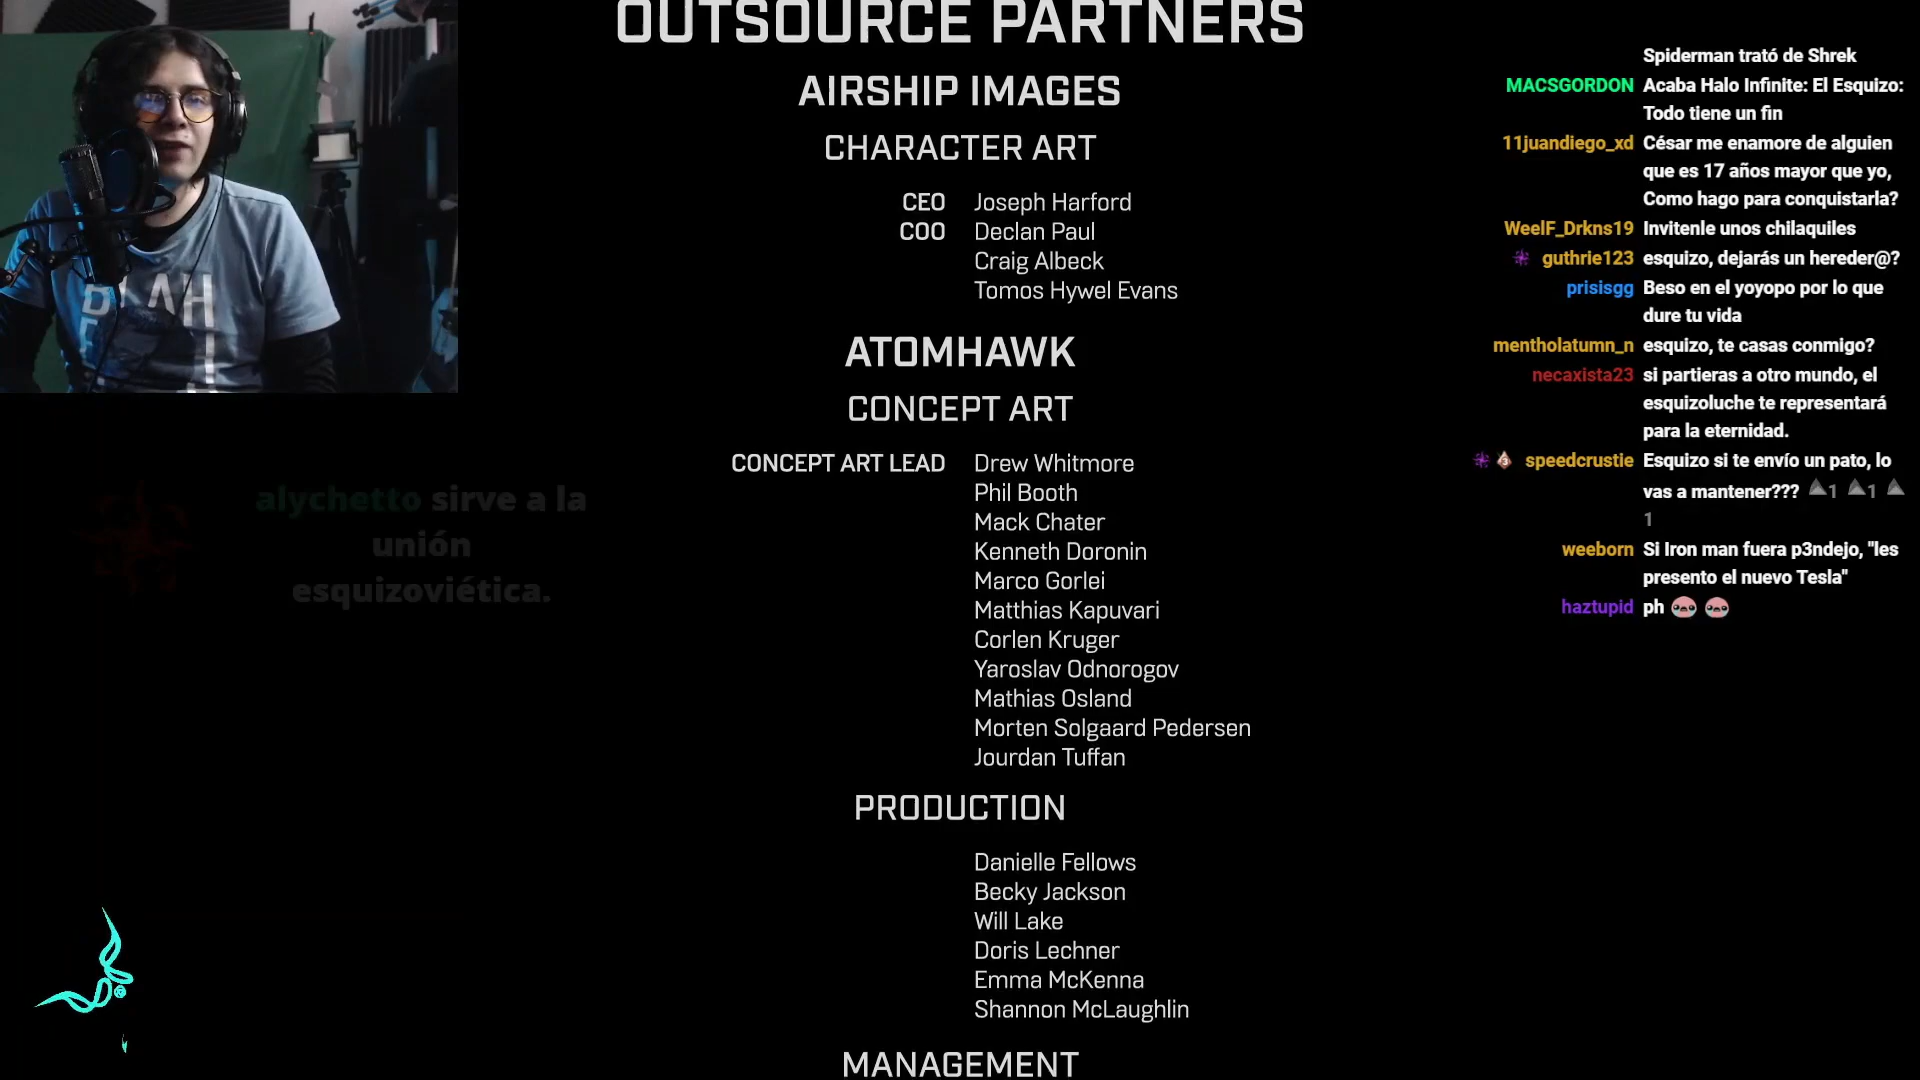 OUTSOURCE PARTNERS
AIRSHIP IMAGES
CHARACTER ART
CEO Joseph Harford
COO Declan Paul
Craig Albeck
Tomos Hywel Evans
ATOMHAWK
CONCEPT ART
CONCEPT ART LEAD Drew Whitmore
Phil Booth
Mack Chater
Kenneth Doronin
Marco Gorlei
Matthias Kapuvari
Corlen Kruger
Yaroslav Odnorogov
Mathias Osland
Morten Solgaard Pedersen
Jourdan Tuffan
PRODUCTION
Danielle Fellows
Becky Jackson
Will Lake
Doris Lechner
Emma McKenna
Shannon McLaughlin
MANAGEMENT
alychetto sirve a la
unión
esquizoviética.
Spiderman trató de Shrek
MACSGORDON Acaba Halo Infinite: El Esquizo:
Todo tiene un fin
11juandiego_xd César me enamore de alguien
que es 17 años mayor que yo,
Como hago para conquistarla?
WeelF_Drkns19 Invitenle unos chilaquiles
guthrie123 esquizo, dejarás un hereder@?
prisisgg Beso en el yoyopo por lo que
dure tu vida
mentholatumn_n esquizo, te casas conmigo?
necaxista23 si partieras a otro mundo, el
esquizoluche te representará
para la eternidad.
speedcrustie Esquizo si te envío un pato, lo
vas a mantener??? 1 1
1
weeborn Si Iron man fuera p3ndejo, "les
presento el nuevo Tesla"
haztupid ph